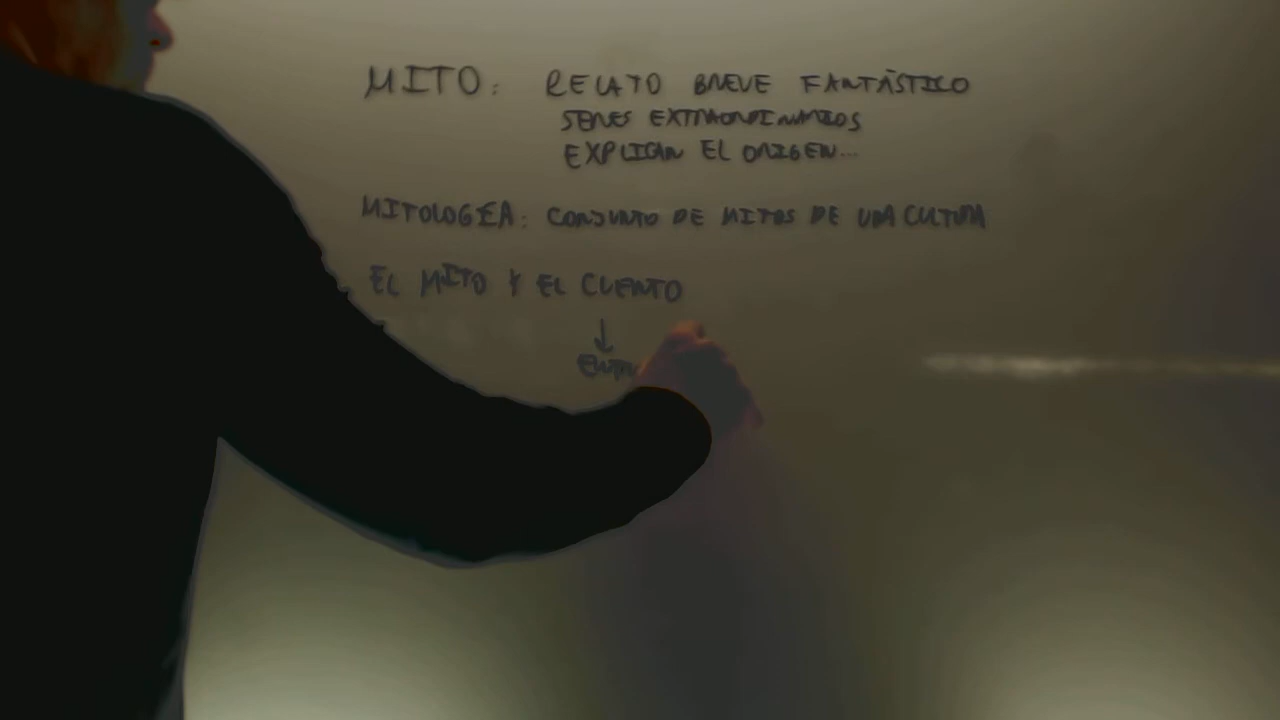 MITO: RELATO BREVE FANTÁSTICO
SERES EXTRAORDINARIOS
EXPLICAN EL ORIGEN...
MITOLOGÍA: CONJUNTO DE MITOS DE UNA CULTURA
EL MITO Y EL CUENTO
↓